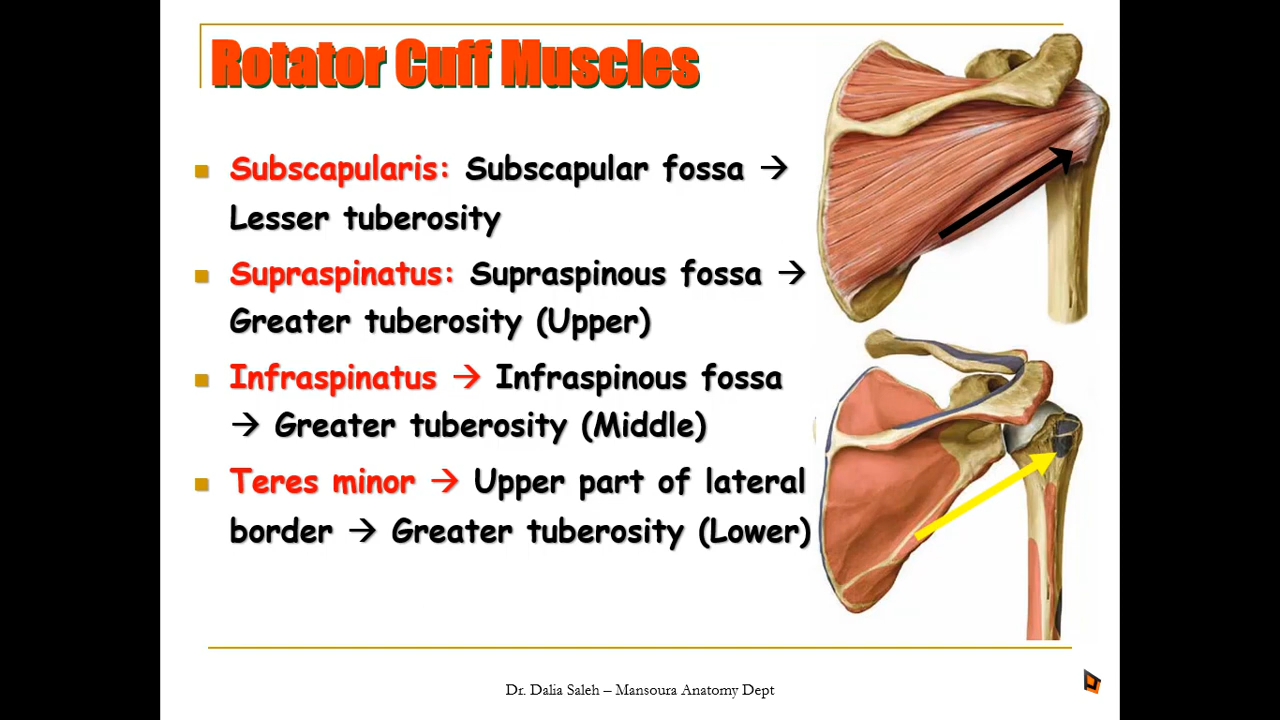 Rotator Cuff Muscles
Subscapularis: Subscapular fossa →
Lesser tuberosity
Supraspinatus: Supraspinous fossa →
Greater tuberosity (Upper)
Infraspinatus → Infraspinous fossa
→ Greater tuberosity (Middle)
Teres minor → Upper part of lateral
border → Greater tuberosity (Lower)
Dr. Dalia Saleh – Mansoura Anatomy Dept